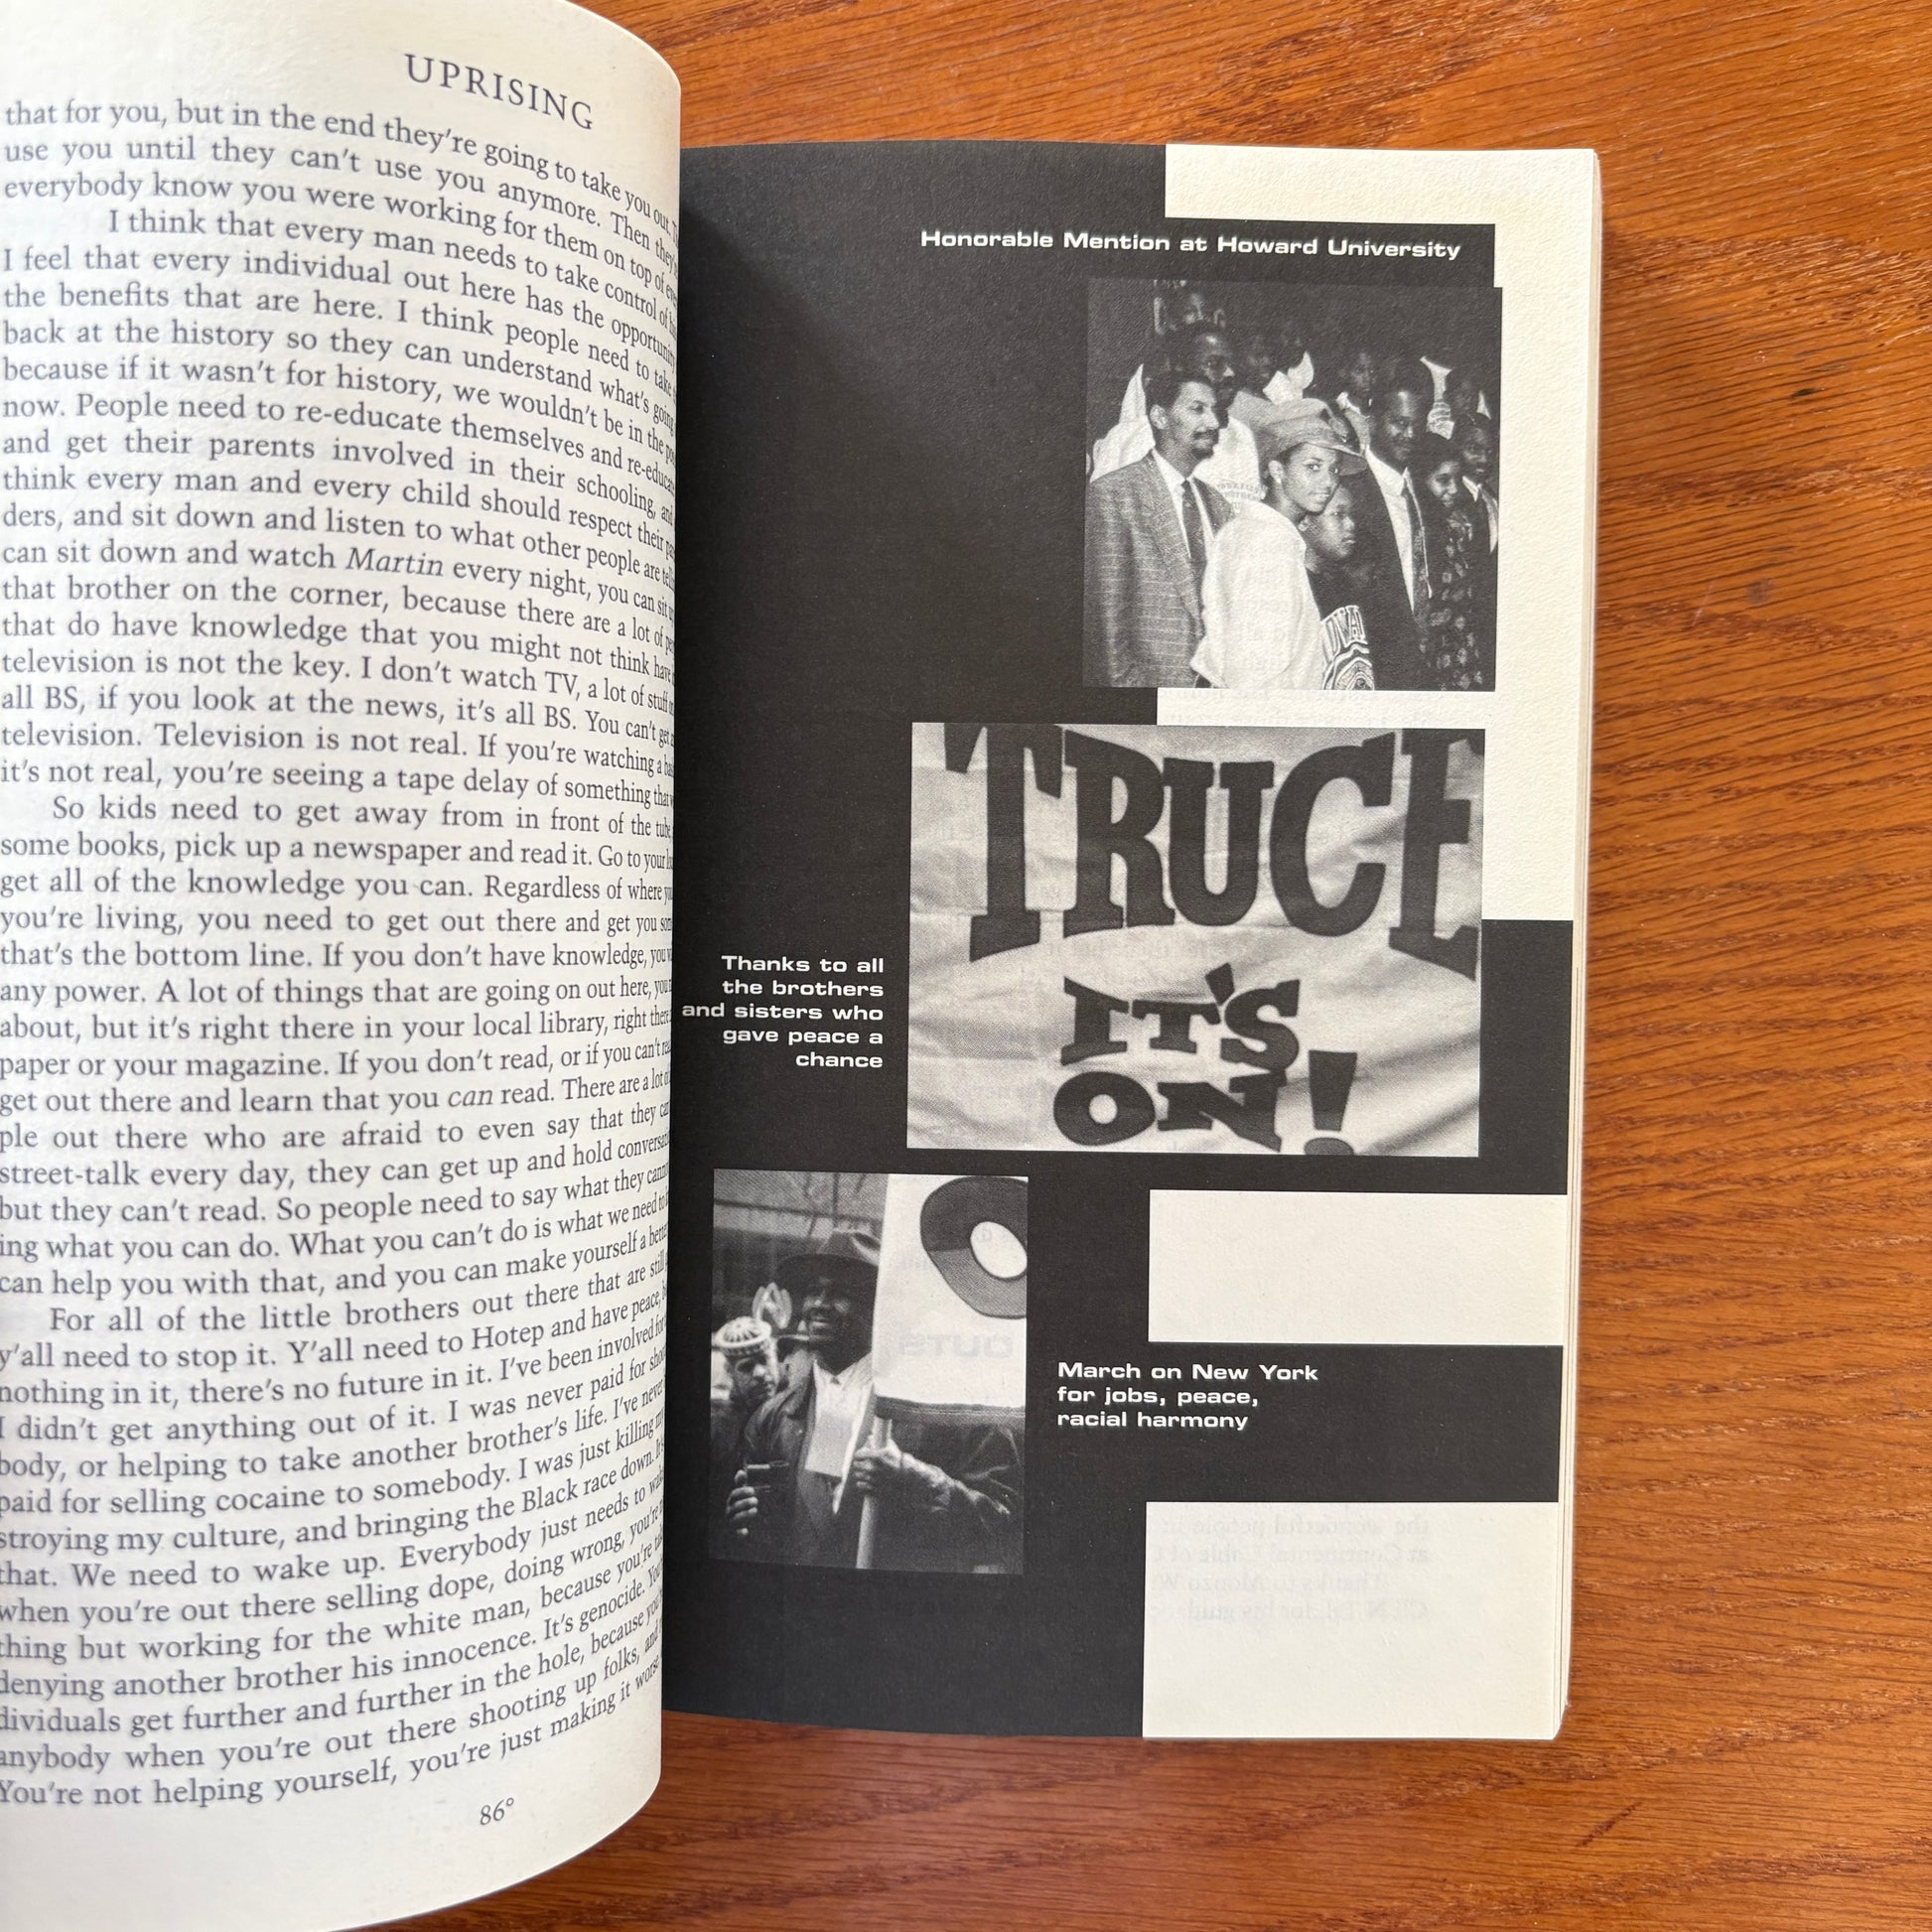 UPRISING
that for you, but in the end they're going to take you out.
use you until they can't use you anymore. Then they're
everybody know you were working for them on top of
I think that every man needs to take control of
I feel that every individual out here has the opportunity
the benefits that are here. I think people need to take
back at the history so they can understand what's going
because if it wasn't for history, we wouldn't be in the
now. People need to re-educate themselves and
and get their parents involved in their schooling, and
think every man and every child should respect their
ders, and sit down and listen to what other people are
can sit down and watch Martin every night, you can sit
that brother on the corner, because there are a lot of
that do have knowledge that you might not think have
television is not the key. I don't watch TV, a lot of stuff
all BS, if you look at the news, it's all BS. You can't get
television. Television is not real. If you're watching a
it's not real, you're seeing a tape delay of something that
So kids need to get away from in front of the tube
some books, pick up a newspaper and read it. Go to your
get all of the knowledge you can. Regardless of where
you're living, you need to get out there and get you
that's the bottom line. If you don't have knowledge, you
any power. A lot of things that are going on out here,
about, but it's right there in your local library, right there
paper or your magazine. If you don't read, or if you can't
get out there and learn that you can read. There are a lot
ple out there who are afraid to even say that they
street-talk every day, they can get up and hold
but they can't read. So people need to say what they
ing what you can do. What you can't do is what we need to
can help you with that, and you can make yourself a
For all of the little brothers out there that are still
y'all need to stop it. Y'all need to Hotep and have peace,
nothing in it, there's no future in it. I've been involved
I didn't get anything out of it. I was never paid for
body, or helping to take another brother's life. I've never
paid for selling cocaine to somebody. I was just killing
stroying my culture, and bringing the Black race down.
that. We need to wake up. Everybody just needs to
when you're out there selling dope, doing wrong, you're
thing but working for the white man, because you're
denying another brother his innocence. It's genocide.
dividuals get further and further in the hole, because
anybody when you're out there shooting up folks, and
You're not helping yourself, you're just making it worse
86°
Honorable Mention at Howard University
TRUCE
IT'S
ON!
Thanks to all
the brothers
and sisters who
gave peace a
chance
March on New York
for jobs, peace,
racial harmony